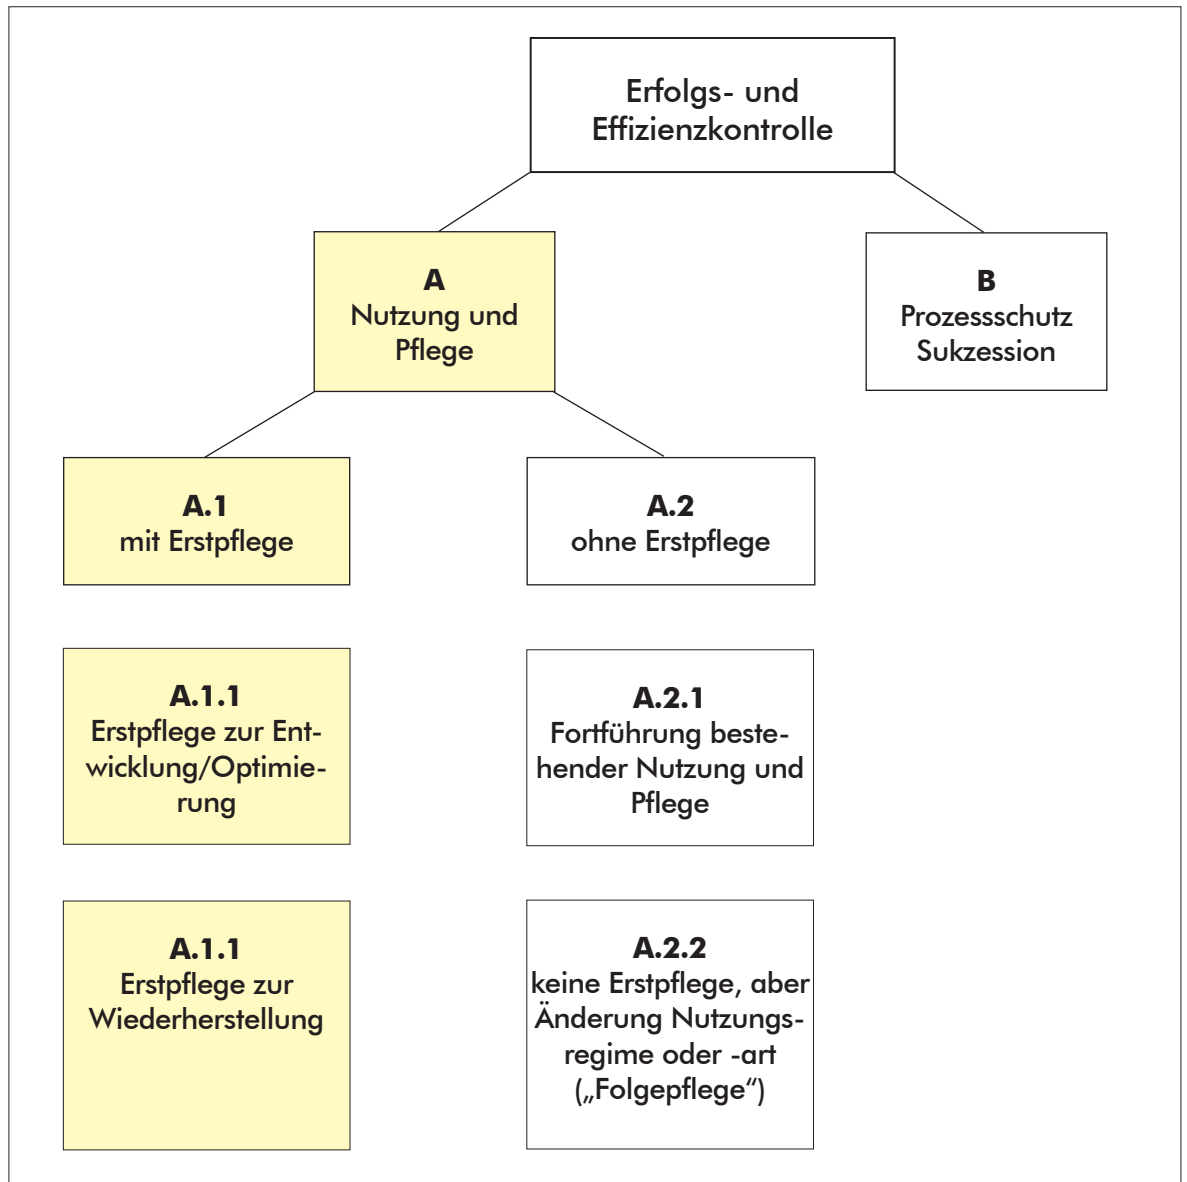 Erfolgs- und
Effizienzkontrolle
A
Nutzung und
Pflege
B
Prozessschutz
Sukzession
A.1
mit Erstpflege
A.2
ohne Erstpflege
A.1.1
Erstpflege zur Ent-
wicklung/Optimie-
rung
A.2.1
Fortführung beste-
hender Nutzung und
Pflege
A.1.1
Erstpflege zur
Wiederherstellung
A.2.2
keine Erstpflege, aber
Änderung Nutzungs-
regime oder -art
(„Folgepflege“)